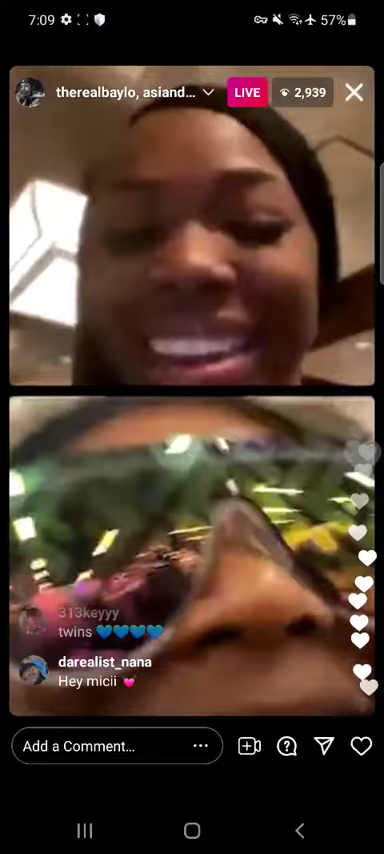 7:09
57%
therealbaylo, asiand...
LIVE
2,939
313keyyy
twins 💙💙💙💙
darealist_nana
Hey micii 💓
Add a Comment...